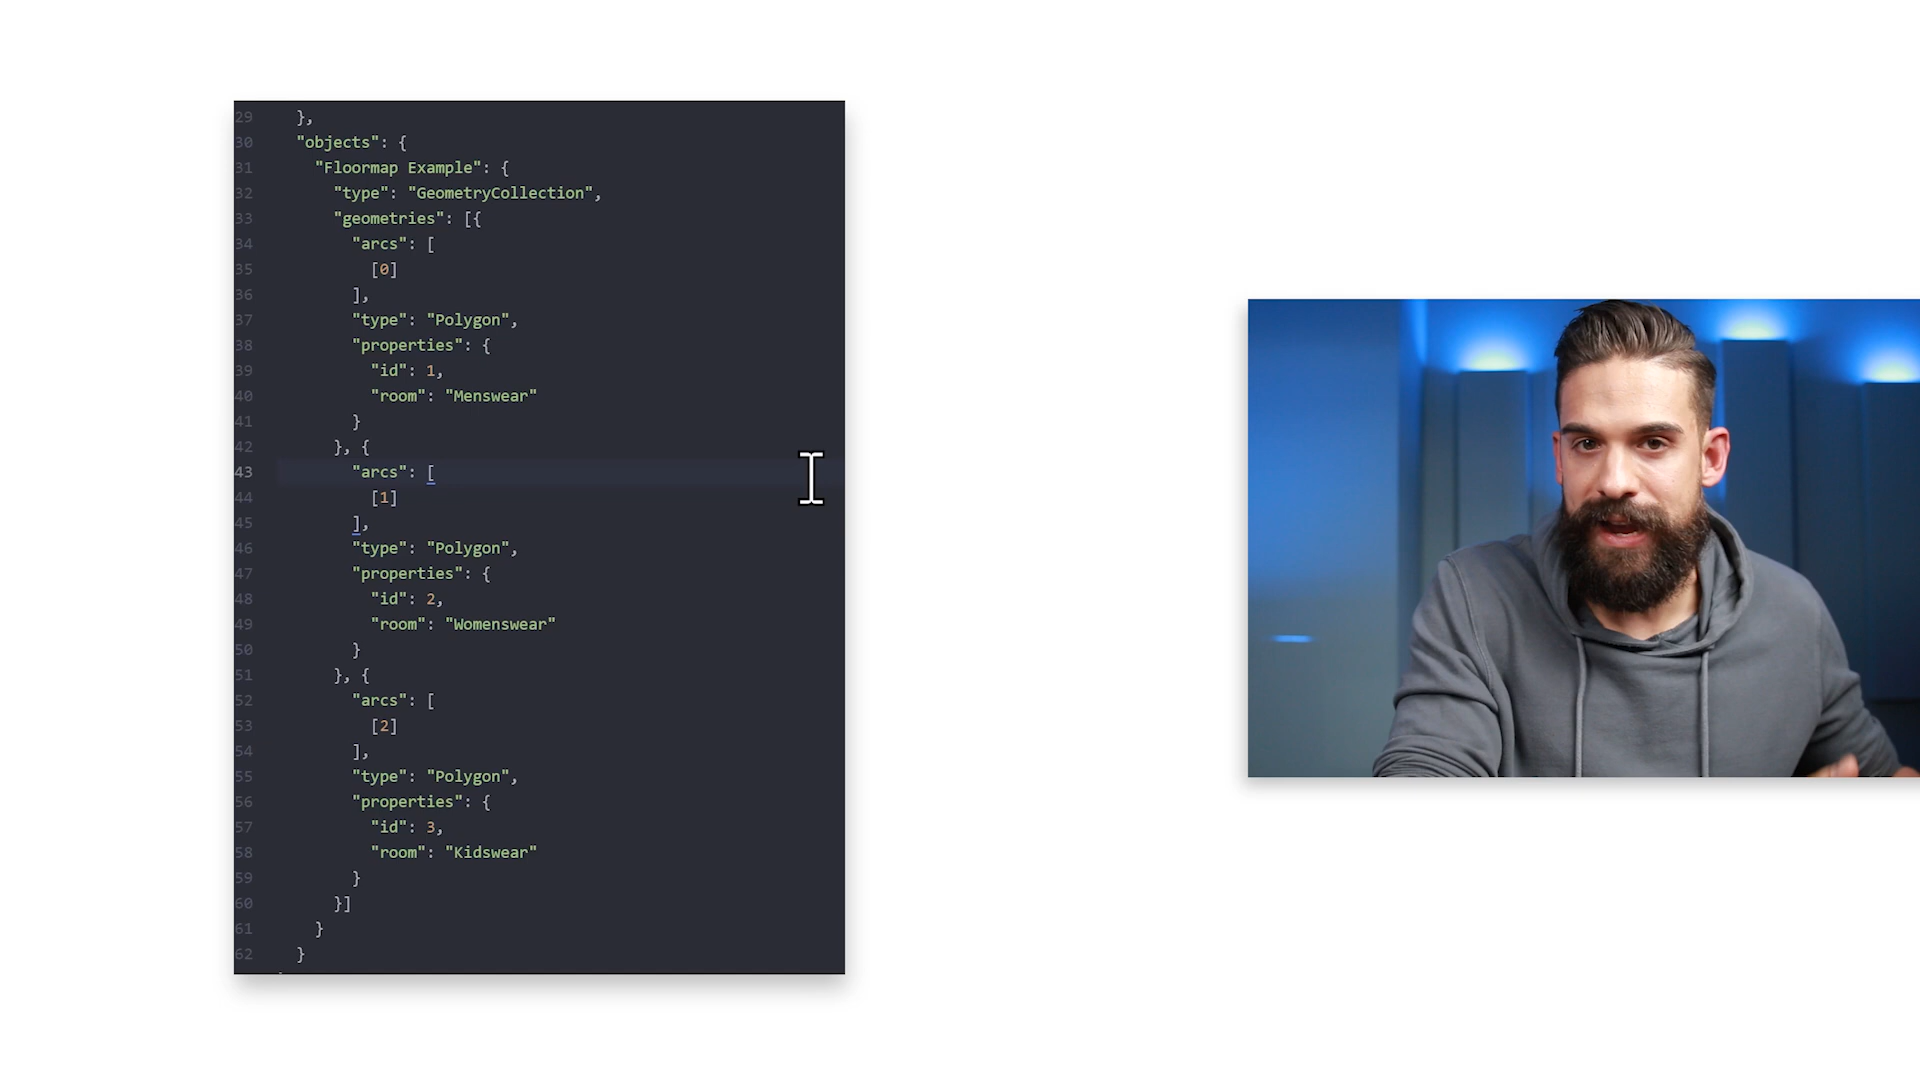 29 },
30 "objects": {
31 "Floormap Example": {
32 "type": "GeometryCollection",
33 "geometries": [{
34 "arcs": [
35 [0]
36 ],
37 "type": "Polygon",
38 "properties": {
39 "id": 1,
40 "room": "Menswear"
41 }
42 }, {
43 "arcs": [
44 [1]
45 ],
46 "type": "Polygon",
47 "properties": {
48 "id": 2,
49 "room": "Womenswear"
50 }
51 }, {
52 "arcs": [
53 [2]
54 ],
55 "type": "Polygon",
56 "properties": {
57 "id": 3,
58 "room": "Kidswear"
59 }
60 }]
61 }
62 }